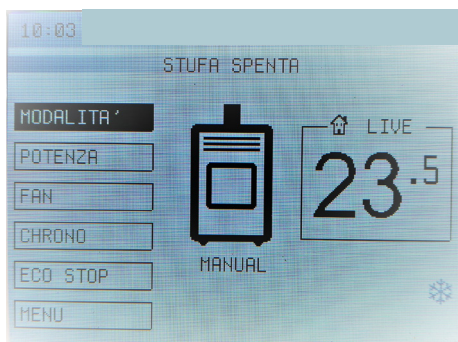 10:03
STUFA SPENTA
MODALITA'
POTENZA
FAN
CHRONO
ECO STOP
MENU
MANUAL
LIVE
23.5